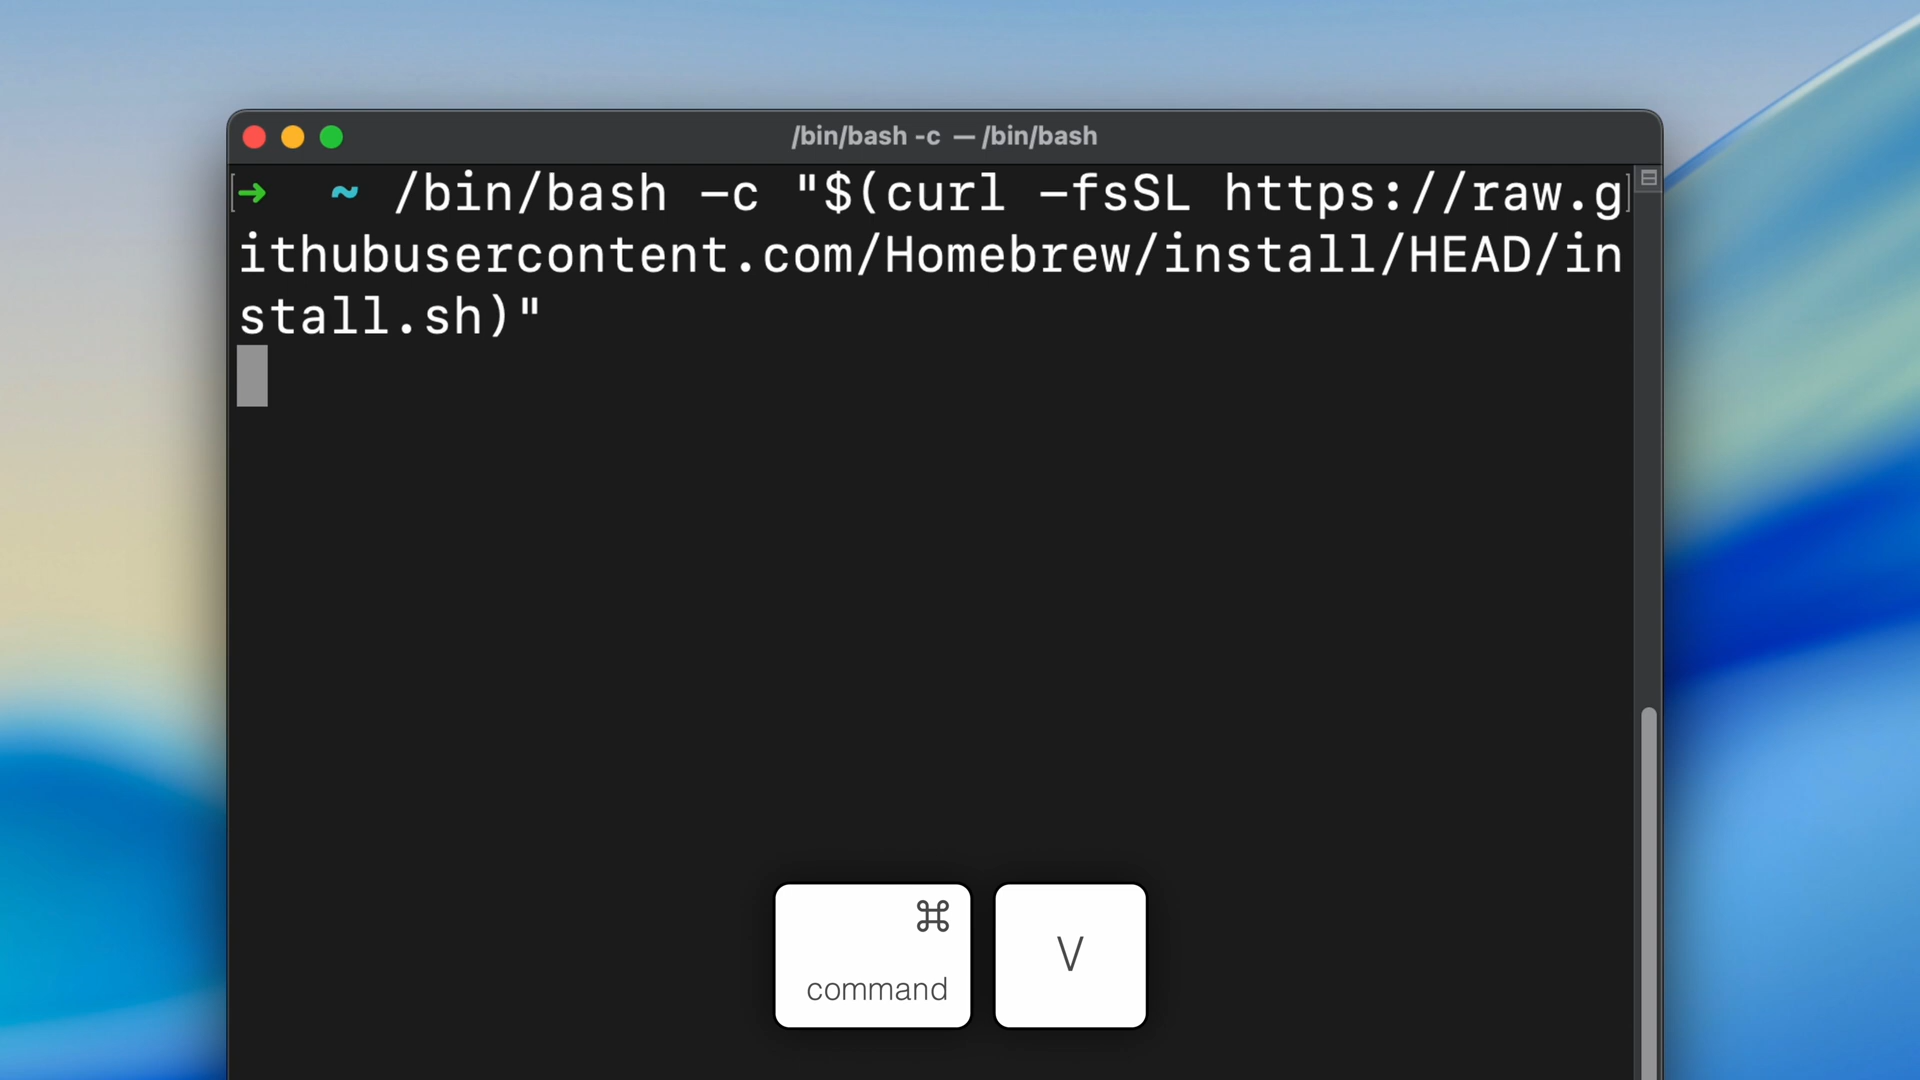 /bin/bash -c — /bin/bash
➜ ~ /bin/bash -c "$(curl -fsSL https://raw.g
ithubusercontent.com/Homebrew/install/HEAD/in
stall.sh)"
⌘
command
V